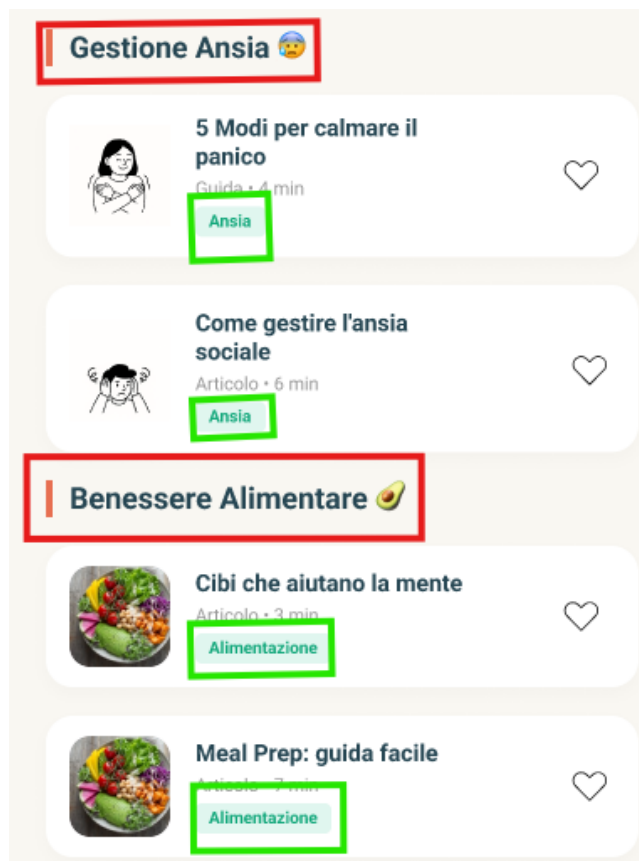 Gestione Ansia 😰
5 Modi per calmare il
panico
Guida • 4 min
Ansia
Come gestire l'ansia
sociale
Articolo • 6 min
Ansia
Benessere Alimentare 🥑
Cibi che aiutano la mente
Articolo • 3 min
Alimentazione
Meal Prep: guida facile
Articolo • 7 min
Alimentazione